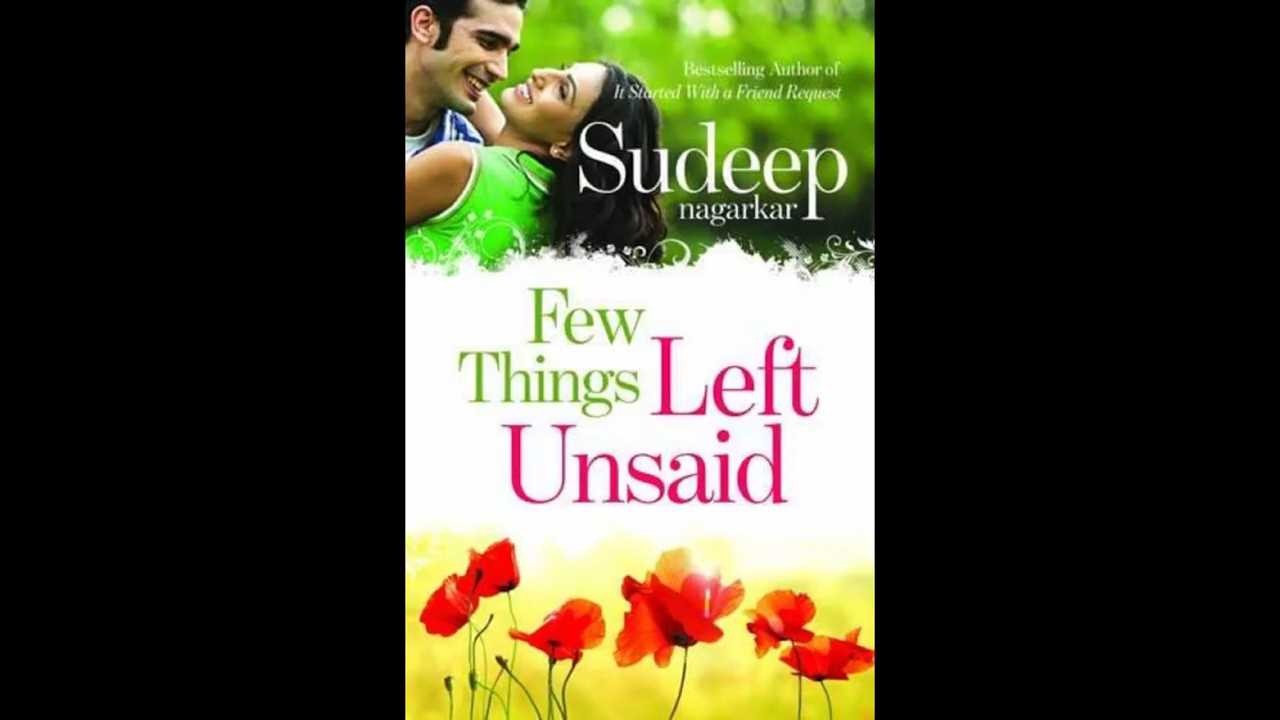 Bestselling Author of
It Started With a Friend Request
Sudeep
nagarkar
Few
Things Left
Unsaid